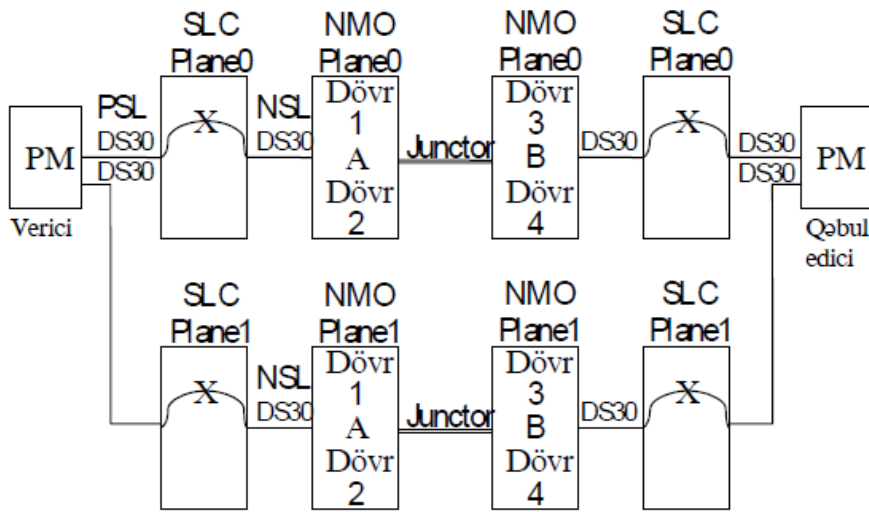 SLC
Plane0
NMO
Plane0
NMO
Plane0
SLC
Plane0
PM
Verici
PSL
DS30
DS30
X
NSL
DS30
Dövr
1
A
Dövr
2
Junctor
Dövr
3
B
Dövr
4
DS30
X
DS30
DS30
PM
Qəbul
edici
SLC
Plane1
NMO
Plane1
NMO
Plane1
SLC
Plane1
X
NSL
DS30
Dövr
1
A
Dövr
2
Junctor
Dövr
3
B
Dövr
4
DS30
X